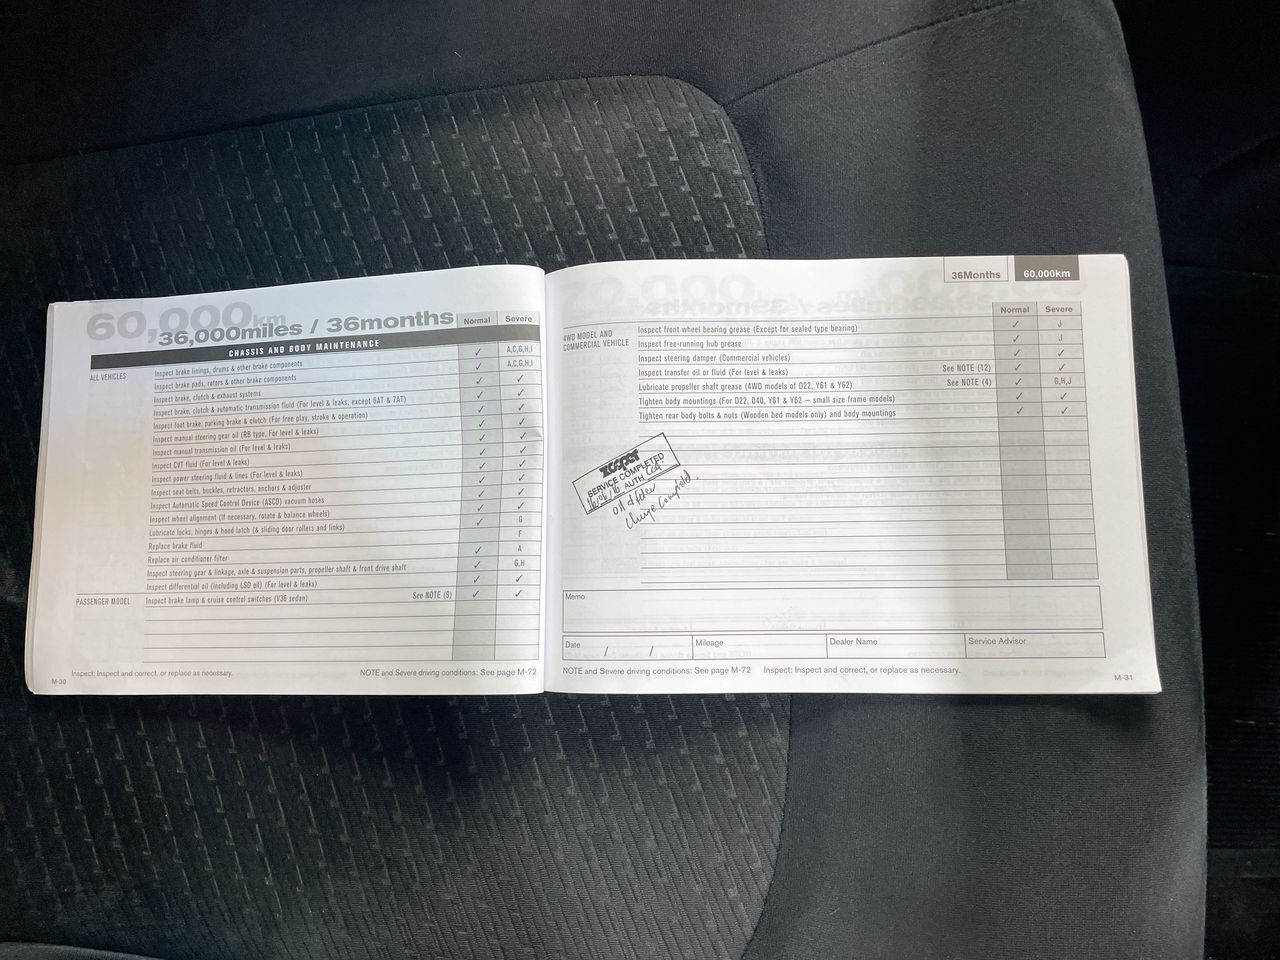 60,000km
36,000miles / 36months
Normal
Severe
CHASSIS AND BODY MAINTENANCE
ALL VEHICLES
Inspect brake linings, drums & other brake components ✓ A,C,G,H,I
Inspect brake pads, rotors & other brake components ✓ A,C,G,H,I
Inspect brake, clutch & exhaust systems ✓ ✓
Inspect brake, clutch & automatic transmission fluid (For level & leaks, except 6AT & 7AT) ✓ ✓
Inspect foot brake, parking brake & clutch (For free play, stroke & operation) ✓ ✓
Inspect manual steering gear oil (RB type, For level & leaks) ✓ ✓
Inspect manual transmission oil (For level & leaks) ✓ ✓
Inspect CVT fluid (For level & leaks) ✓ ✓
Inspect power steering fluid & lines (For level & leaks) ✓ ✓
Inspect seat belts, buckles, retractors, anchors & adjuster ✓ ✓
Inspect Automatic Speed Control Device (ASCD) vacuum hoses ✓ ✓
Inspect wheel alignment (If necessary, rotate & balance wheels) ✓ ✓
Lubricate locks, hinges & hood latch (& sliding door rollers and links) ✓ G
Replace brake fluid F
Replace air conditioner filter ✓ A
Inspect steering gear & linkage, axle & suspension parts, propeller shaft & front drive shaft ✓ G,H
Inspect differential oil (including LSD oil) (For level & leaks) ✓ ✓
PASSENGER MODEL
Inspect brake lamp & cruise control switches (V36 sedan) See NOTE (9) ✓ ✓
Inspect: Inspect and correct, or replace as necessary.
NOTE and Severe driving conditions: See page M-72
M-30
36Months
60,000km
Normal
Severe
4WD MODEL AND
COMMERCIAL VEHICLE
Inspect front wheel bearing grease (Except for sealed type bearing) ✓ J
Inspect free-running hub grease ✓ J
Inspect steering damper (Commercial vehicles) ✓ ✓
Inspect transfer oil or fluid (For level & leaks) See NOTE (12) ✓ ✓
Lubricate propeller shaft grease (4WD models of D22, Y61 & Y62) See NOTE (4) ✓ G,H,J
Tighten body mountings (For D22, D40, Y61 & Y62 – small size frame models) ✓ ✓
Tighten rear body bolts & nuts (Wooden bed models only) and body mountings ✓ ✓
SERVICE COMPLETED
AUTH
oil & filter
Memo
Date / /
Mileage
Dealer Name
Service Advisor
NOTE and Severe driving conditions: See page M-72
Inspect: Inspect and correct, or replace as necessary.
M-31